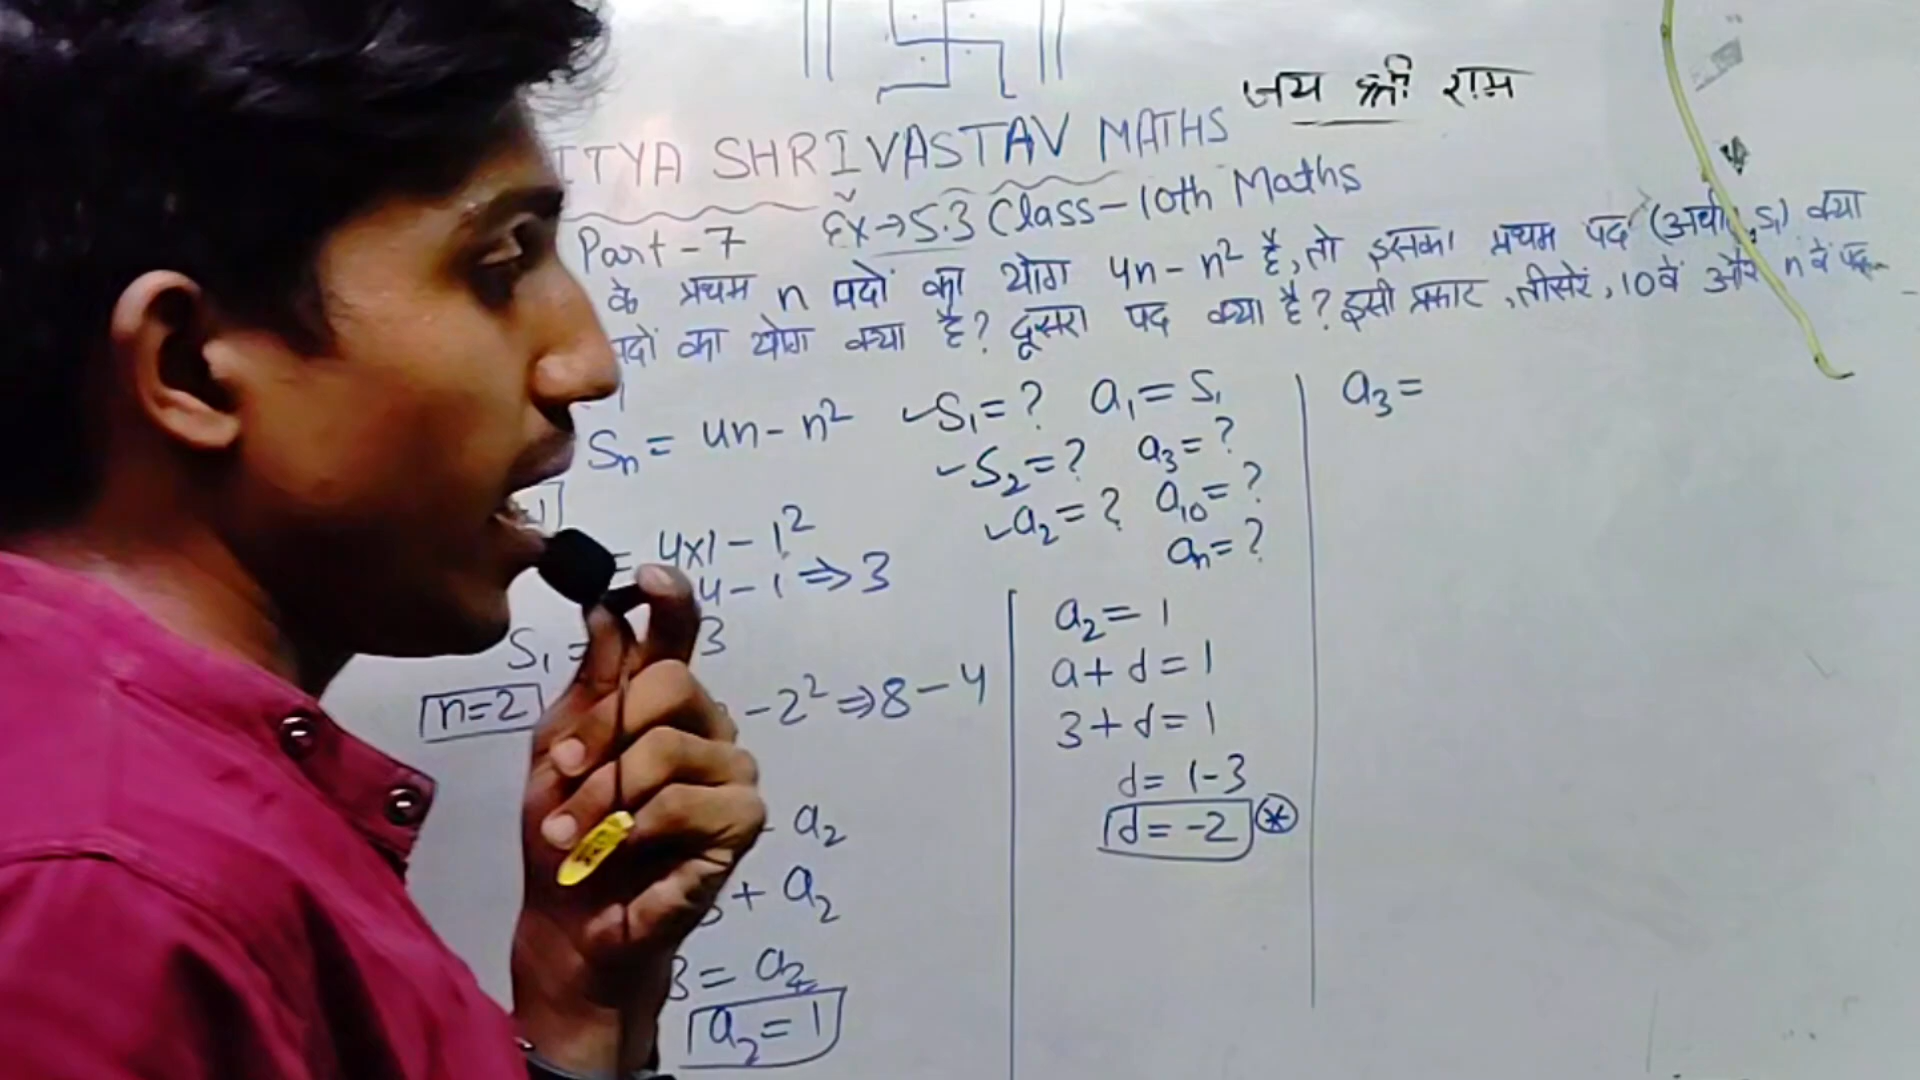 जय श्री राम
ITYA SHRIVASTAV MATHS
Ex→5.3 Class-10th Maths
Part-7
के प्रथम n पदों का योग 4n-n² है, तो इसका प्रथम पद S₁) क्या
पदों का योग क्या है? दूसरा पद क्या है? इसी प्रकार, तीसरे, 10वें और n वें पद
Sₙ = 4n-n²
= 4x1-1²
4-1⇒3
S₁ = 3
n=2
-2²⇒8-4
a₂
+ a₂
3 = a₂
a₂=1
S₁=? a₁=S₁
S₂=? a₃=?
a₂=? a₁₀=?
aₙ=?
a₂=1
a+d=1
3+d=1
d=1-3
d=-2
a₃=